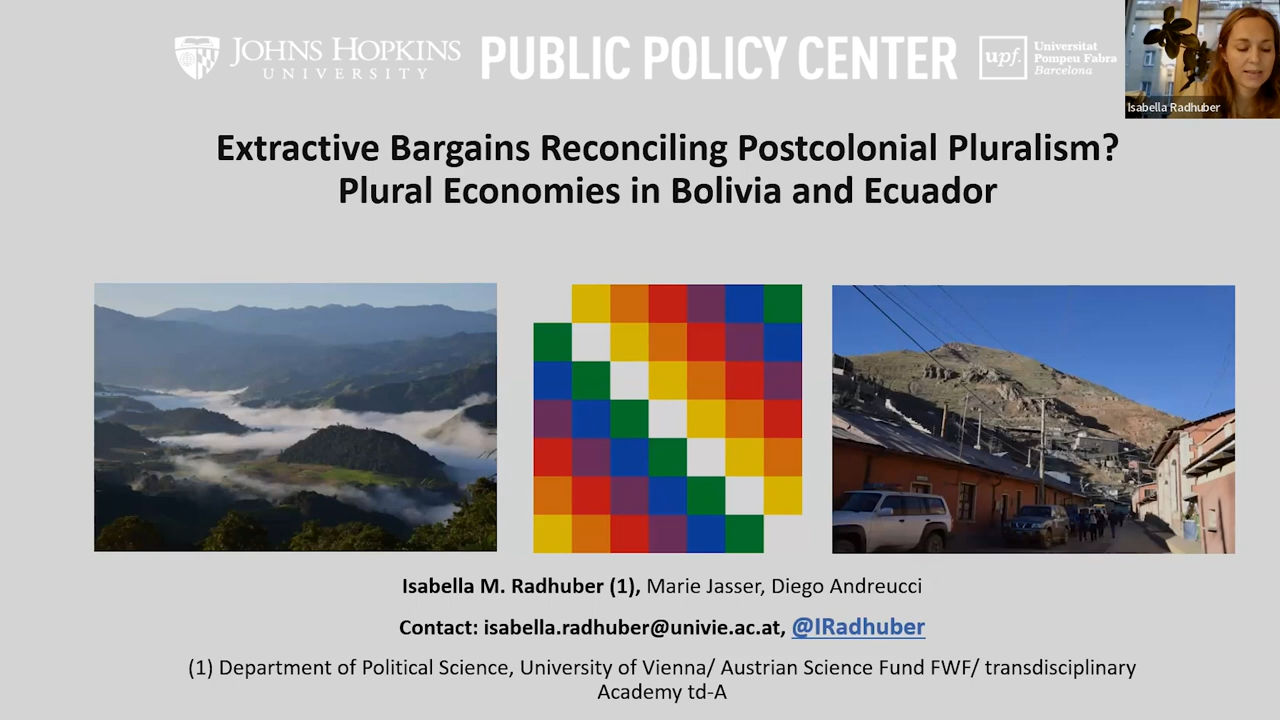 JOHNS HOPKINS
UNIVERSITY
PUBLIC POLICY CENTER
upf.
Universitat
Pompeu Fabra
Barcelona
Isabella Radhuber
Extractive Bargains Reconciling Postcolonial Pluralism?
Plural Economies in Bolivia and Ecuador
Isabella M. Radhuber (1), Marie Jasser, Diego Andreucci
Contact: isabella.radhuber@univie.ac.at, @IRadhuber
(1) Department of Political Science, University of Vienna/ Austrian Science Fund FWF/ transdisciplinary
Academy td-A